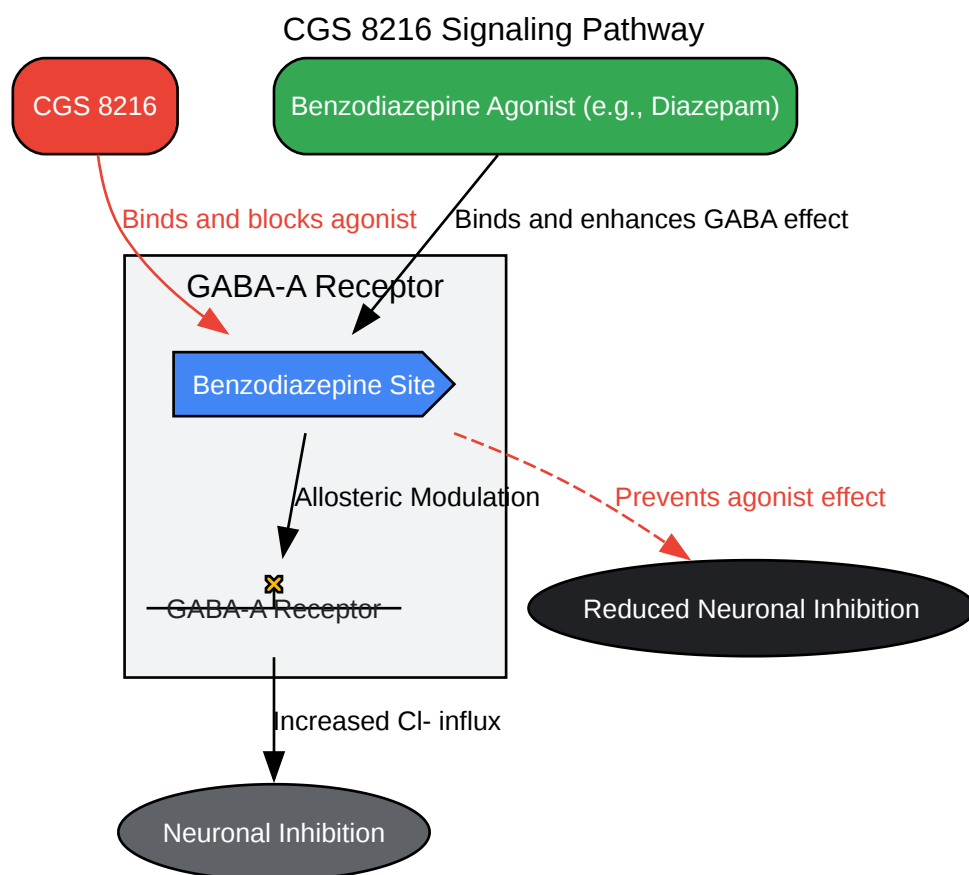 CGS 8216 Signaling Pathway
CGS 8216
Benzodiazepine Agonist (e.g., Diazepam)
Binds and blocks agonist
Binds and enhances GABA effect
GABA-A Receptor
Benzodiazepine Site
Allosteric Modulation
Prevents agonist effect
GABA-A Receptor
Reduced Neuronal Inhibition
Increased Cl- influx
Neuronal Inhibition